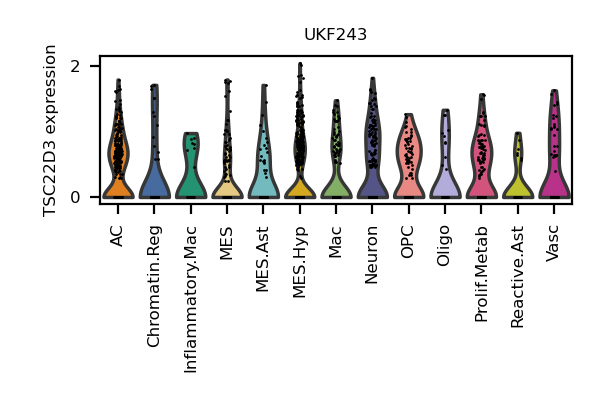 UKF243
TSC22D3 expression
2
0
AC
Chromatin.Reg
Inflammatory.Mac
MES
MES.Ast
MES.Hyp
Mac
Neuron
OPC
Oligo
Prolif.Metab
Reactive.Ast
Vasc